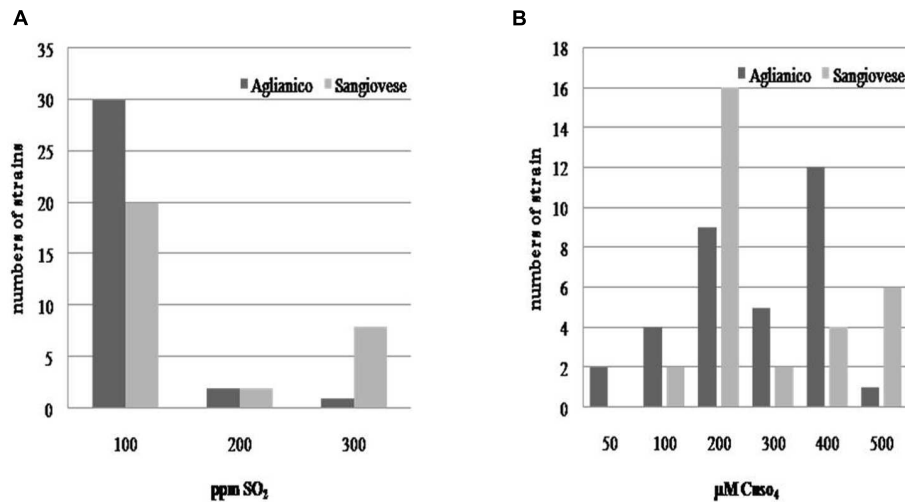 A
35
30
25
20
15
10
5
0
numbers of strains
Aglianico Sangiovese
100 200 300
ppm SO₂
B
18
16
14
12
10
8
6
4
2
0
numbers of strain
Aglianico Sangiovese
50 100 200 300 400 500
µM Cuso₄